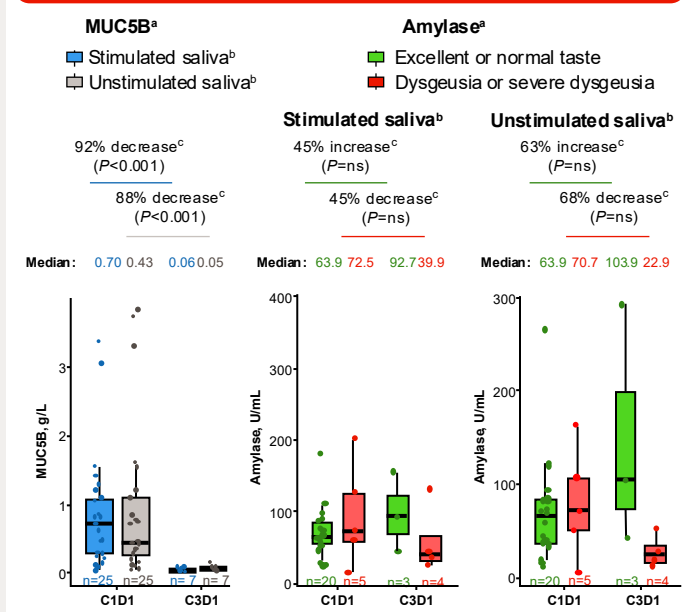 MUC5Bᵃ
Amylaseᵃ
Stimulated salivaᵇ
Unstimulated salivaᵇ
Excellent or normal taste
Dysgeusia or severe dysgeusia
Stimulated salivaᵇ
Unstimulated salivaᵇ
92% decreaseᶜ
(P<0.001)
88% decreaseᶜ
(P<0.001)
45% increaseᶜ
(P=ns)
45% decreaseᶜ
(P=ns)
63% increaseᶜ
(P=ns)
68% decreaseᶜ
(P=ns)
Median: 0.70 0.43 0.06 0.05
Median: 63.9 72.5 92.7 39.9
Median: 63.9 70.7 103.9 22.9
MUC5B, g/L
3
2
1
0
n=25 n=25 n= 7 n= 7
C1D1 C3D1
Amylase, U/mL
400
300
200
100
0
n=20 n=5 n=3 n=4
C1D1 C3D1
Amylase, U/mL
300
200
100
0
n=20 n=5 n=3 n=4
C1D1 C3D1